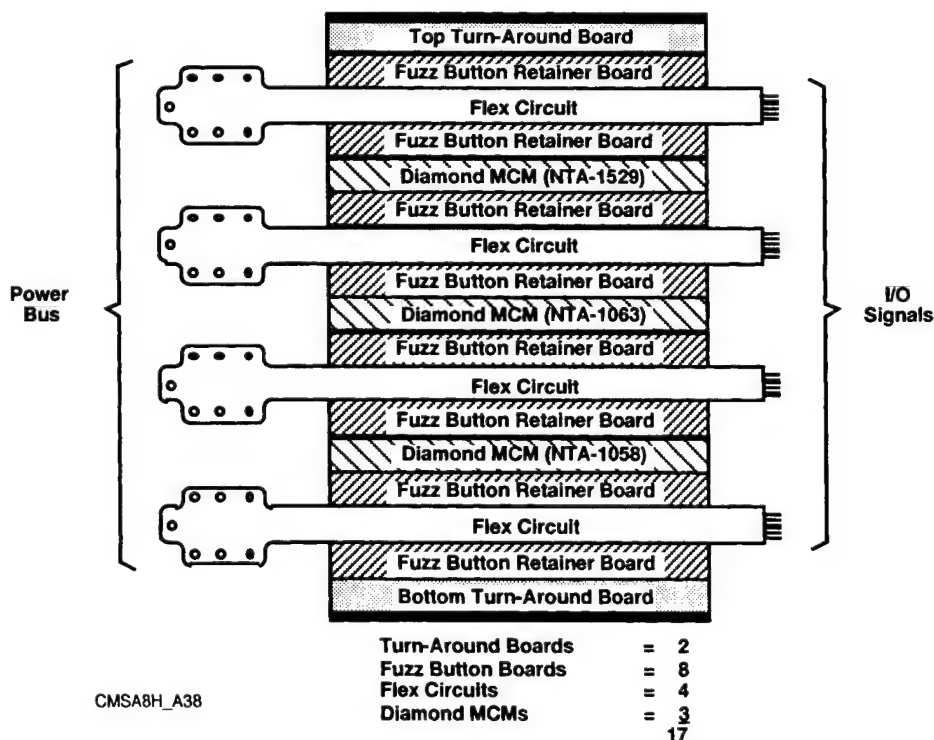 Top Turn-Around Board
Fuzz Button Retainer Board
Flex Circuit
Fuzz Button Retainer Board
Diamond MCM (NTA-1529)
Fuzz Button Retainer Board
Flex Circuit
Fuzz Button Retainer Board
Diamond MCM (NTA-1063)
Fuzz Button Retainer Board
Flex Circuit
Fuzz Button Retainer Board
Diamond MCM (NTA-1058)
Fuzz Button Retainer Board
Flex Circuit
Fuzz Button Retainer Board
Bottom Turn-Around Board
Power
Bus
I/O
Signals
Turn-Around Boards = 2
Fuzz Button Boards = 8
Flex Circuits = 4
Diamond MCMs = 3
17
CMSA8H_A38